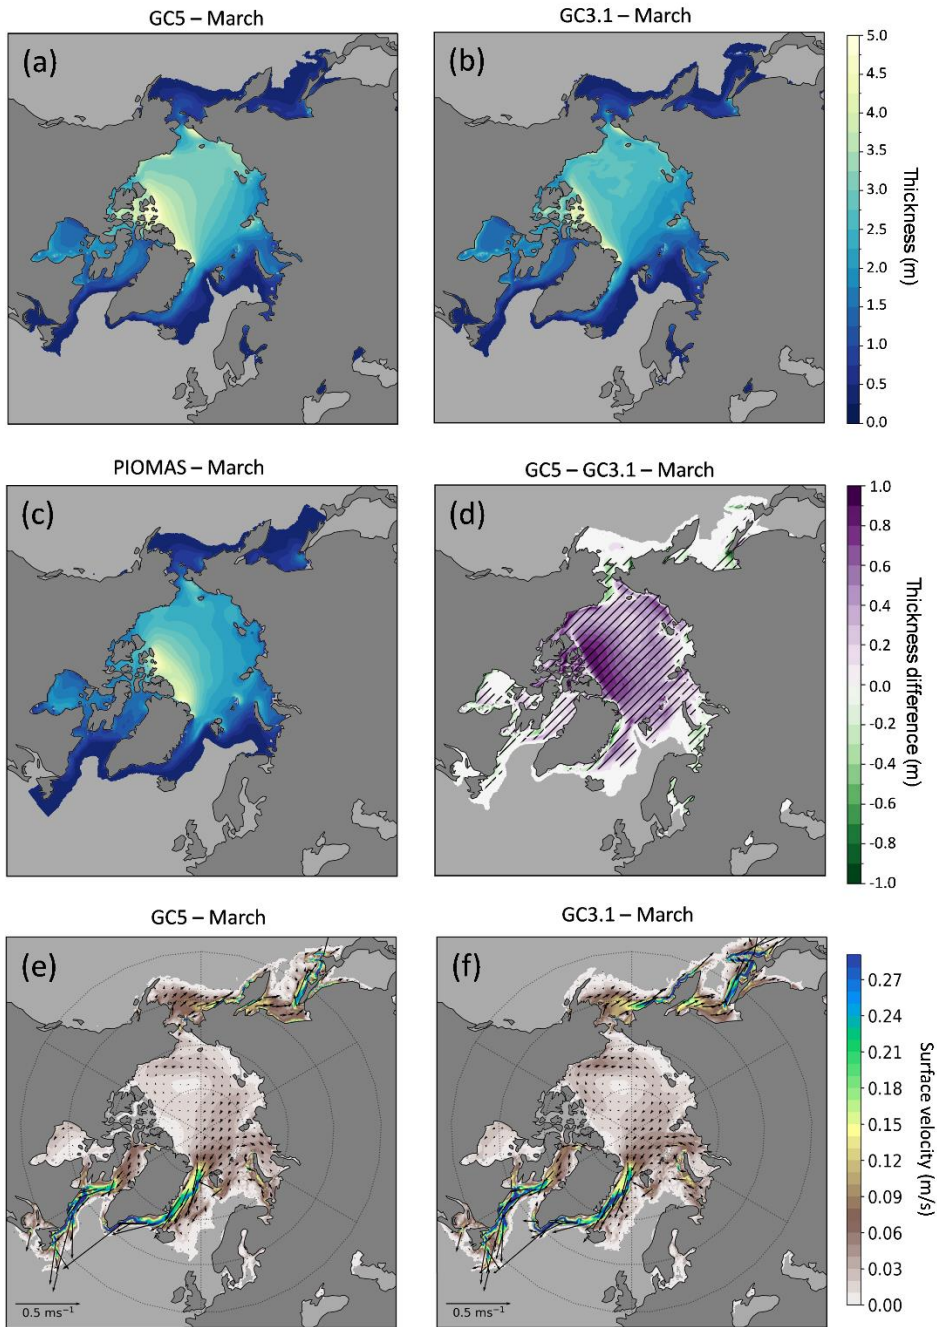 GC5 – March
GC3.1 – March
(a)
(b)
5.0
4.5
4.0
3.5
3.0
2.5
2.0
1.5
1.0
0.5
0.0
Thickness (m)
PIOMAS – March
GC5 – GC3.1 – March
(c)
(d)
1.0
0.8
0.6
0.4
0.2
0.0
-0.2
-0.4
-0.6
-0.8
-1.0
Thickness difference (m)
GC5 – March
GC3.1 – March
(e)
(f)
0.27
0.24
0.21
0.18
0.15
0.12
0.09
0.06
0.03
0.00
Surface velocity (m/s)
0.5 ms⁻¹
0.5 ms⁻¹